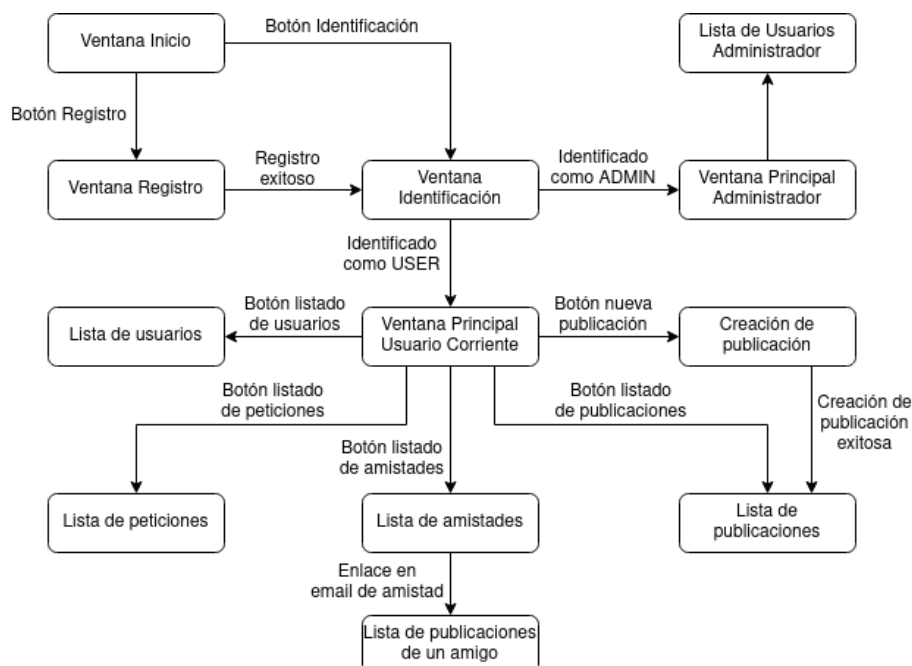 Ventana Inicio
Botón Identificación
Lista de Usuarios
Administrador
Botón Registro
Ventana Registro
Registro
exitoso
Ventana
Identificación
Identificado
como ADMIN
Ventana Principal
Administrador
Identificado
como USER
Lista de usuarios
Botón listado
de usuarios
Ventana Principal
Usuario Corriente
Botón nueva
publicación
Creación de
publicación
Botón listado
de peticiones
Botón listado
de amistades
Botón listado
de publicaciones
Creación de
publicación
exitosa
Lista de peticiones
Lista de amistades
Lista de
publicaciones
Enlace en
email de amistad
Lista de publicaciones
de un amigo